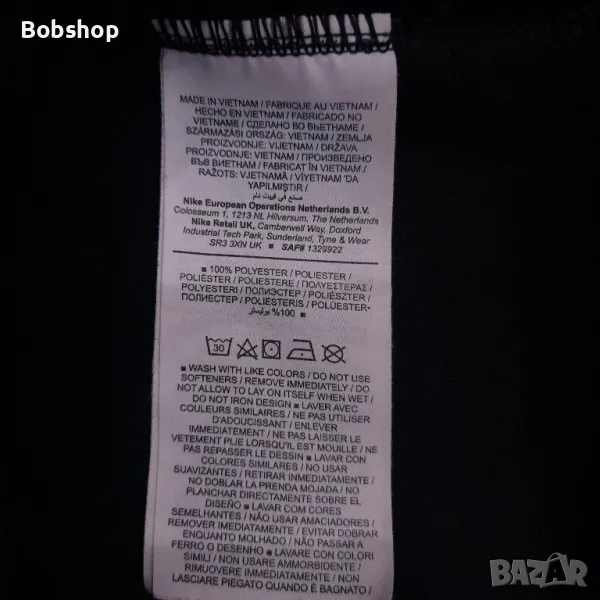 Bobshop
MADE IN VIETNAM / FABRIQUE AU VIETNAM /
HECHO EN VIETNAM / FABRICADO NO
VIETNAME / СДЕЛАНО ВО ВЬЕТНАМЕ /
SZÁRMAZÁSI ORSZÁG: VIETNAM / ZEMLJA
PROIZVODNJE: VIJETNAM / DRŽAVA
PROIZVODNJE: VIETNAM / ПРОИЗВЕДЕНО
ВЪВ ВИЕТНАМ / FABRICAT ÎN VIETNAM /
RAŽOTS: VJETNAMĀ / VİYETNAM 'DA
YAPILMIŞTIR /
صنع في فييت نام
Nike European Operations Netherlands B.V.
Colosseum 1, 1213 NL Hilversum, The Netherlands
Nike Retail UK, Camberwell Way, Doxford
Industrial Tech Park, Sunderland, Tyne & Wear
SR3 3XN UK ■ SAP# 1329922
■ 100% POLYESTER / POLIESTER /
POLIÉSTER / POLIESTERE / ΠΟΛΥΕΣΤΕΡΑΣ /
POLYESTERI / ПОЛИЭСТЕР / POLIÉSZTER /
ПОЛИЕСТЕР / POLIESTERIS / POLÜESTER
■ 100% بوليستر
30
■ WASH WITH LIKE COLORS / DO NOT USE
SOFTENERS / REMOVE IMMEDIATELY / DO
NOT ALLOW TO LAY ON ITSELF WHEN WET /
DO NOT IRON DESIGN ■ LAVER AVEC
COULEURS SIMILAIRES / NE PAS UTILISER
D'ADOUCISSANT / ENLEVER
IMMEDIATEMENT / NE PAS LAISSER LE
VETEMENT PLIE LORSQU'IL EST MOUILLE / NE
PAS REPASSER LE DESSIN ■ LAVAR CON
COLORES SIMILARES / NO USAR
SUAVIZANTES / RETIRAR INMEDIATAMENTE /
NO DOBLAR LA PRENDA MOJADA / NO
PLANCHAR DIRECTAMENTE SOBRE EL
DISEÑO ■ LAVAR COM CORES
SEMELHANTES / NÃO USAR AMACIADORES /
REMOVER IMEDIATAMENTE / EVITAR DOBRAR
ENQUANTO MOLHADO / NÃO PASSAR A
FERRO O DESENHO ■ LAVARE CON COLORI
SIMILI / NON USARE AMMORBIDENTE /
RIMUOVERE IMMEDIATAMENTE / NON
LASCIARE PIEGATO QUANDO È
BAZAR